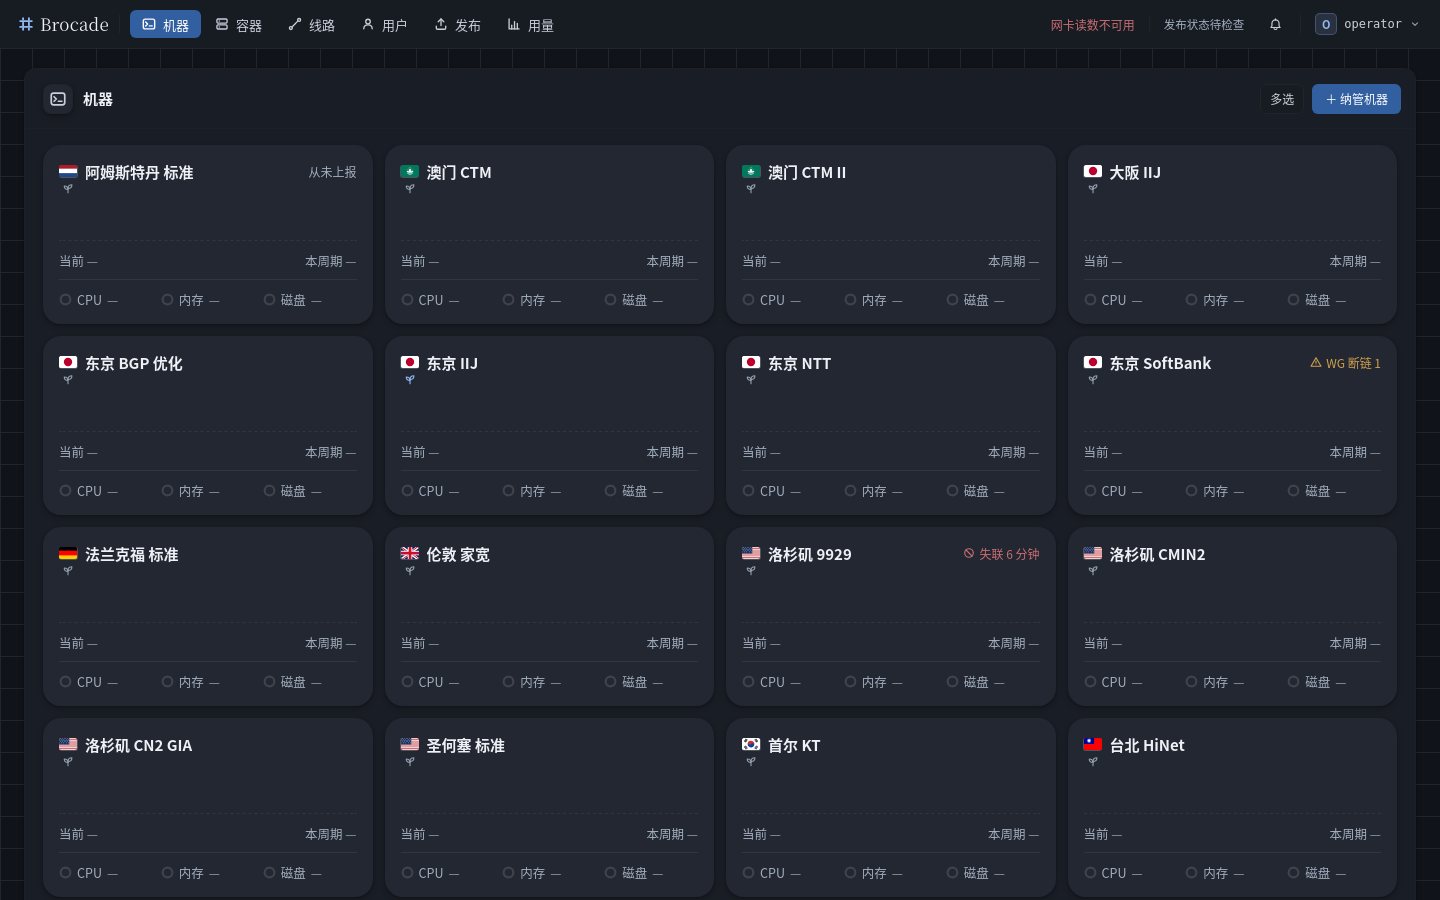 Brocade 机器 容器 线路 用户 发布 用量 网卡读数不可用 发布状态待检查 O operator
机器 多选 纳管机器
阿姆斯特丹 标准 从未上报 澳门 CTM 澳门 CTM II 大阪 IIJ
当前 — 本周期 — 当前 — 本周期 — 当前 — 本周期 — 当前 — 本周期 —
CPU — 内存 — 磁盘 — CPU — 内存 — 磁盘 — CPU — 内存 — 磁盘 — CPU — 内存 — 磁盘 —
东京 BGP 优化 东京 IIJ 东京 NTT 东京 SoftBank WG 断链 1
当前 — 本周期 — 当前 — 本周期 — 当前 — 本周期 — 当前 — 本周期 —
CPU — 内存 — 磁盘 — CPU — 内存 — 磁盘 — CPU — 内存 — 磁盘 — CPU — 内存 — 磁盘 —
法兰克福 标准 伦敦 家宽 洛杉矶 9929 失联 6 分钟 洛杉矶 CMIN2
当前 — 本周期 — 当前 — 本周期 — 当前 — 本周期 — 当前 — 本周期 —
CPU — 内存 — 磁盘 — CPU — 内存 — 磁盘 — CPU — 内存 — 磁盘 — CPU — 内存 — 磁盘 —
洛杉矶 CN2 GIA 圣何塞 标准 首尔 KT 台北 HiNet
当前 — 本周期 — 当前 — 本周期 — 当前 — 本周期 — 当前 — 本周期 —
CPU — 内存 — 磁盘 — CPU — 内存 — 磁盘 — CPU — 内存 — 磁盘 — CPU — 内存 — 磁盘 —